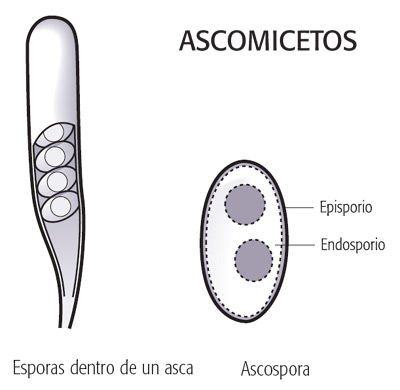 ASCOMICETOS
Episporio
Endosporio
Esporas dentro de un asca
Ascospora